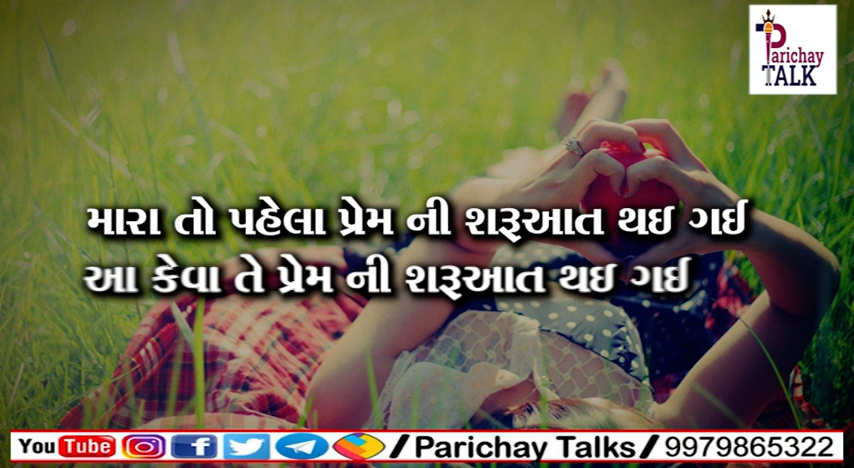 Parichay
TALK
મારા તો પહેલા પ્રેમ ની શરૂઆત થઇ ગઈ
આ કેવા તે પ્રેમ ની શરૂઆત થઇ ગઈ
YouTube / Parichay Talks / 9979865322